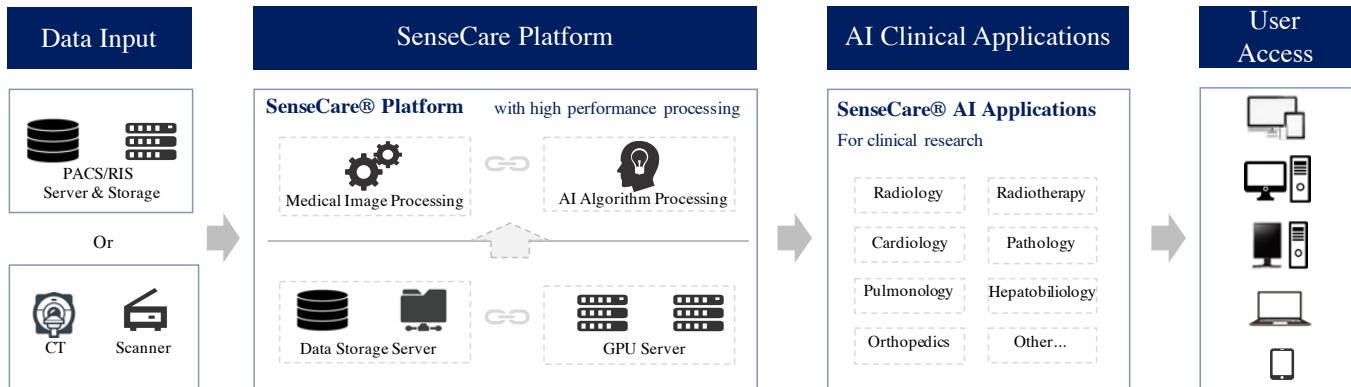 Data Input
SenseCare Platform
AI Clinical Applications
User
Access
PACS/RIS
Server & Storage
Or
CT
Scanner
SenseCare® Platform with high performance processing
Medical Image Processing
AI Algorithm Processing
Data Storage Server
GPU Server
SenseCare® AI Applications
For clinical research
Radiology
Radiotherapy
Cardiology
Pathology
Pulmonology
Hepatobiliology
Orthopedics
Other...